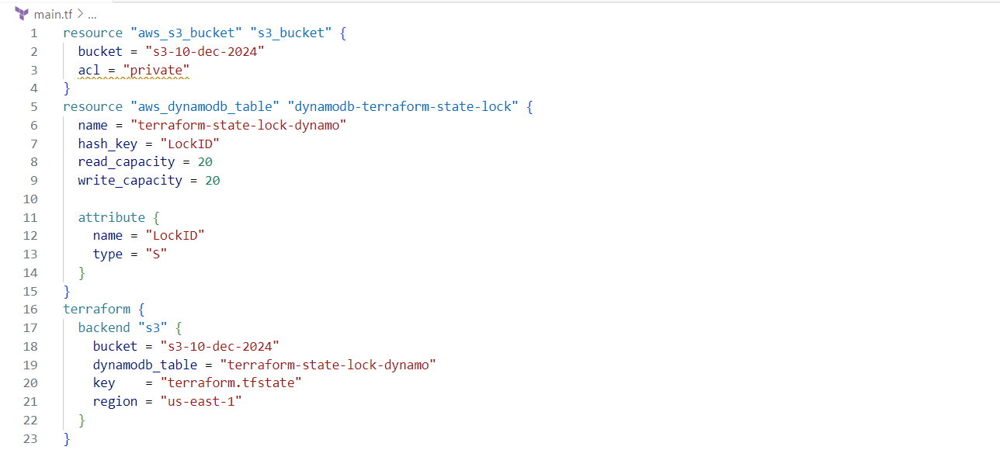 main.tf > ...
1 resource "aws_s3_bucket" "s3_bucket" {
2 bucket = "s3-10-dec-2024"
3 acl = "private"
4 }
5 resource "aws_dynamodb_table" "dynamodb-terraform-state-lock" {
6 name = "terraform-state-lock-dynamo"
7 hash_key = "LockID"
8 read_capacity = 20
9 write_capacity = 20
10
11 attribute {
12 name = "LockID"
13 type = "S"
14 }
15 }
16 terraform {
17 backend "s3" {
18 bucket = "s3-10-dec-2024"
19 dynamodb_table = "terraform-state-lock-dynamo"
20 key    = "terraform.tfstate"
21 region = "us-east-1"
22 }
23 }